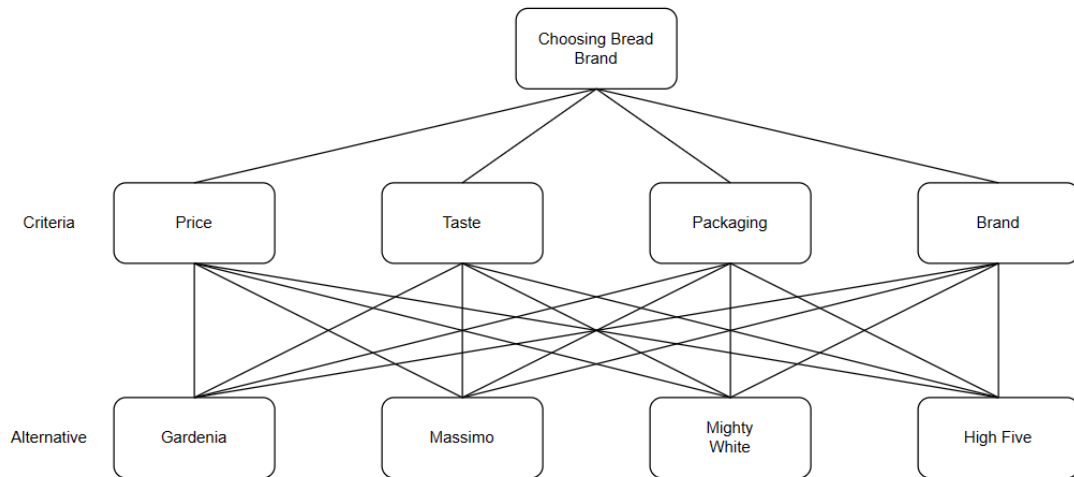 Choosing Bread
Brand
Criteria
Price
Taste
Packaging
Brand
Alternative
Gardenia
Massimo
Mighty
White
High Five